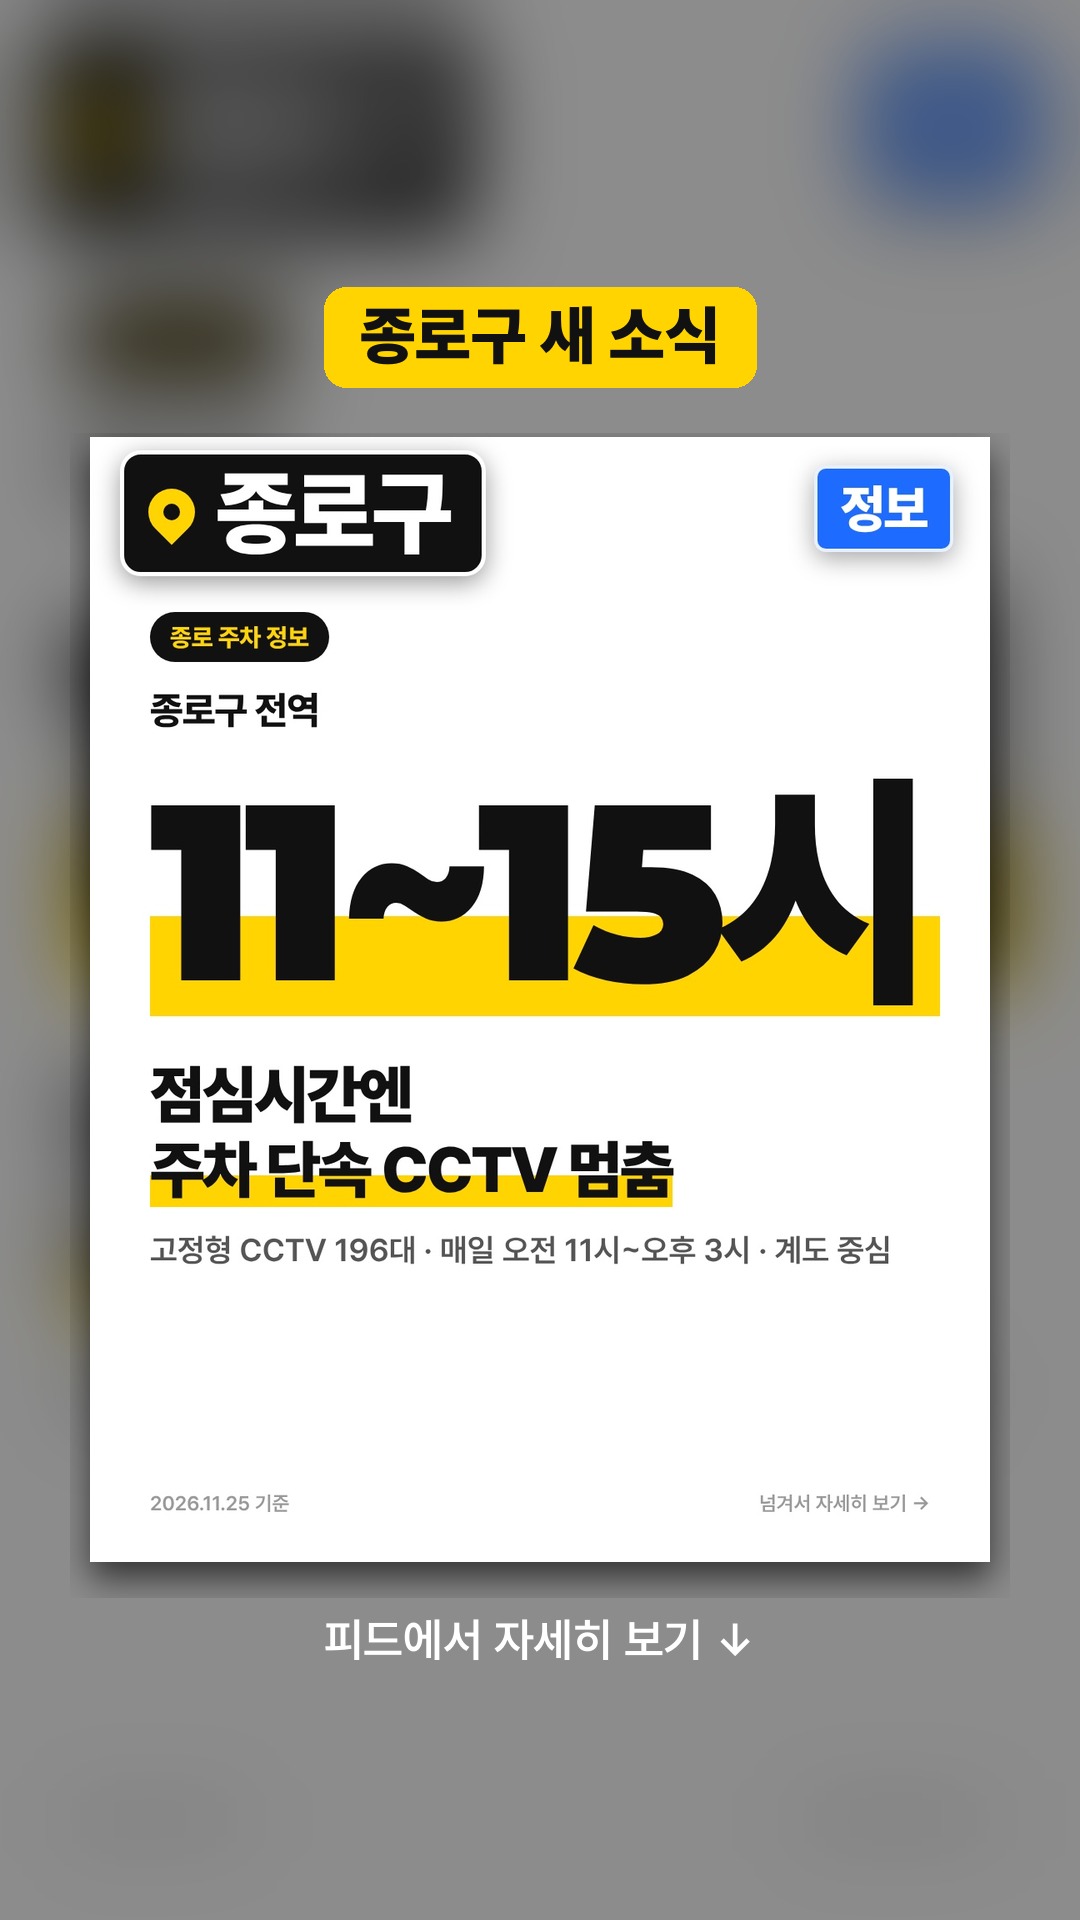 종로구 새 소식
종로구
정보
종로 주차 정보
종로구 전역
11~15시
점심시간엔
주차 단속 CCTV 멈춤
고정형 CCTV 196대 · 매일 오전 11시~오후 3시 · 계도 중심
2026.11.25 기준
넘겨서 자세히 보기 →
피드에서 자세히 보기 ↓